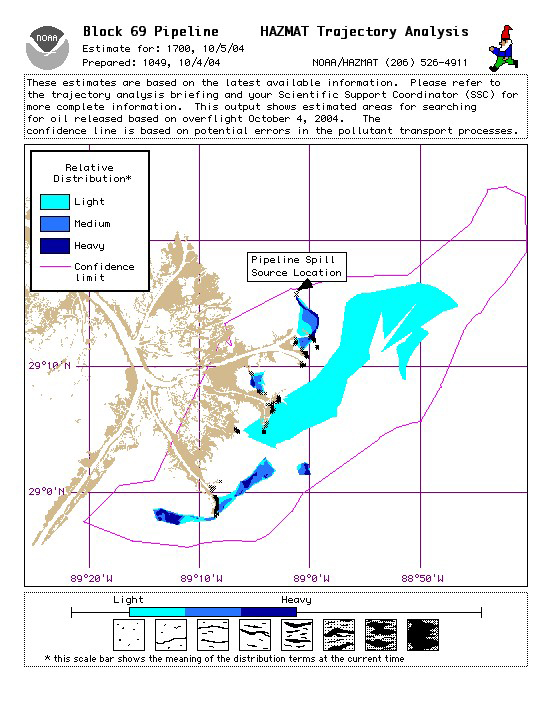 NOAA
Block 69 Pipeline HAZMAT Trajectory Analysis
Estimate for: 1700, 10/5/04
Prepared: 1049, 10/4/04 NOAA/HAZMAT (206) 526-4911
These estimates are based on the latest available information. Please refer to
the trajectory analysis briefing and your Scientific Support Coordinator (SSC) for
more complete information. This output shows estimated areas for searching
for oil released based on overflight October 4, 2004. The
confidence line is based on potential errors in the pollutant transport processes.
Relative
Distribution*
Light
Medium
Heavy
Confidence
limit
Pipeline Spill
Source Location
29°10'N
29°0'N
89°20'W 89°10'W 89°0'W 88°50'W
Light Heavy
* this scale bar shows the meaning of the distribution terms at the current time